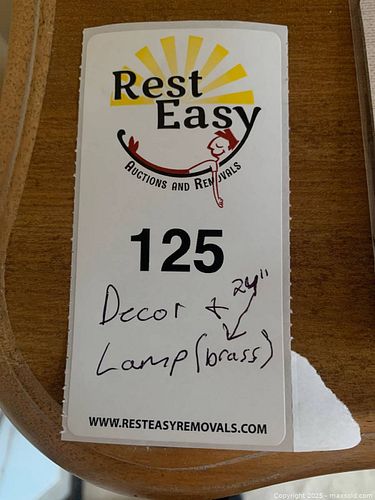 Rest
Easy
AUCTIONS AND REMOVALS
125
24"
Decor +
Lamp (brass)
WWW.RESTEASYREMOVALS.COM
Copyright 2025 - maxsold.com